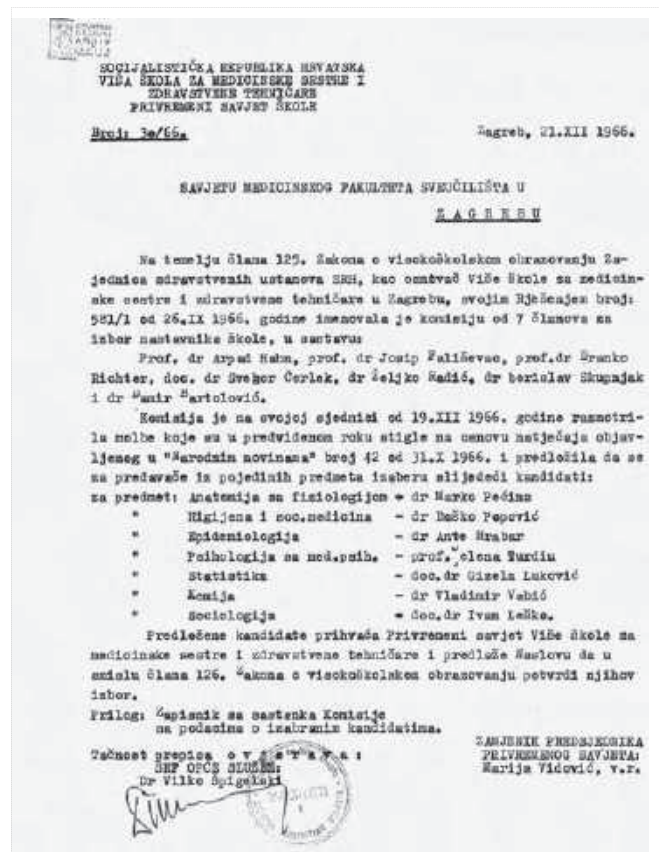 SOCIJALISTIČKA REPUBLIKA HRVATSKA
VIŠA ŠKOLA ZA MEDICINSKE SESTRE I
ZDRAVSTVENE TEHNIČARE
PRIVREMENI SAVJET ŠKOLE
Broj: 3o/66.
Zagreb, 21.XII 1966.
SAVJETU MEDICINSKOG FAKULTETA SVEUČILIŠTA U
ZAGREBU
Na temelju člana 125. Zakona o visokoškolskom obrazovanju Za-
jednica zdravstvenih ustanova SRH, kao osnivač Više škole za medicin-
ske sestre i zdravstvene tehničare u Zagrebu, svojim Rješenjem broj:
581/1 od 26.IX 1966. godine imenovala je komisiju od 7 članova za
izbor nastavnika škole, u sastavu:
Prof. dr Arpad Hahn, prof. dr Josip Pališevac, prof.dr Branko
Richter, doc. dr Svebor Čerlek, dr Željko Radić, dr Berislav Skupnjak
i dr Damir Bartolović.
Komisija je na svojoj sjednici od 19.XII 1966. godine razmotri-
la molbe koje su u predviđenom roku stigle na osnovu natječaja objav-
ljenog u "Narodnim novinama" broj 42 od 31.X 1966. i predložila da se
za predavače iz pojedinih predmeta izaberu slijedeći kandidati:
za predmet: Anatomija sa fiziologijom - dr Marko Pećina
" Higijena i soc.medicina - dr Boško Popović
" Epidemiologija - dr Ante Hrabar
" Psihologija sa med.psih. - prof. Jelena Turdiu
" Statistika - doc.dr Gizela Luković
" Kemija - dr Vladimir Vabić
" Sociologija - doc.dr Ivan Leško.
Predložene kandidate prihvaća Privremeni savjet Više škole za
medicinske sestre i zdravstvene tehničare i predlaže Naslovu da u
smislu člana 126. Zakona o visokoškolskom obrazovanju potvrdi njihov
izbor.
Prilog: Zapisnik sa sastanka Komisije
sa podacima o izabranim kandidatima.
Tačnost prepisa ovjerava:
ŠEF OPĆE SLUŽBE:
Dr Vilko Špigelski
ZAMJENIK PREDSJEDNIKA
PRIVREMENOG SAVJETA:
Marija Vidović, v.r.